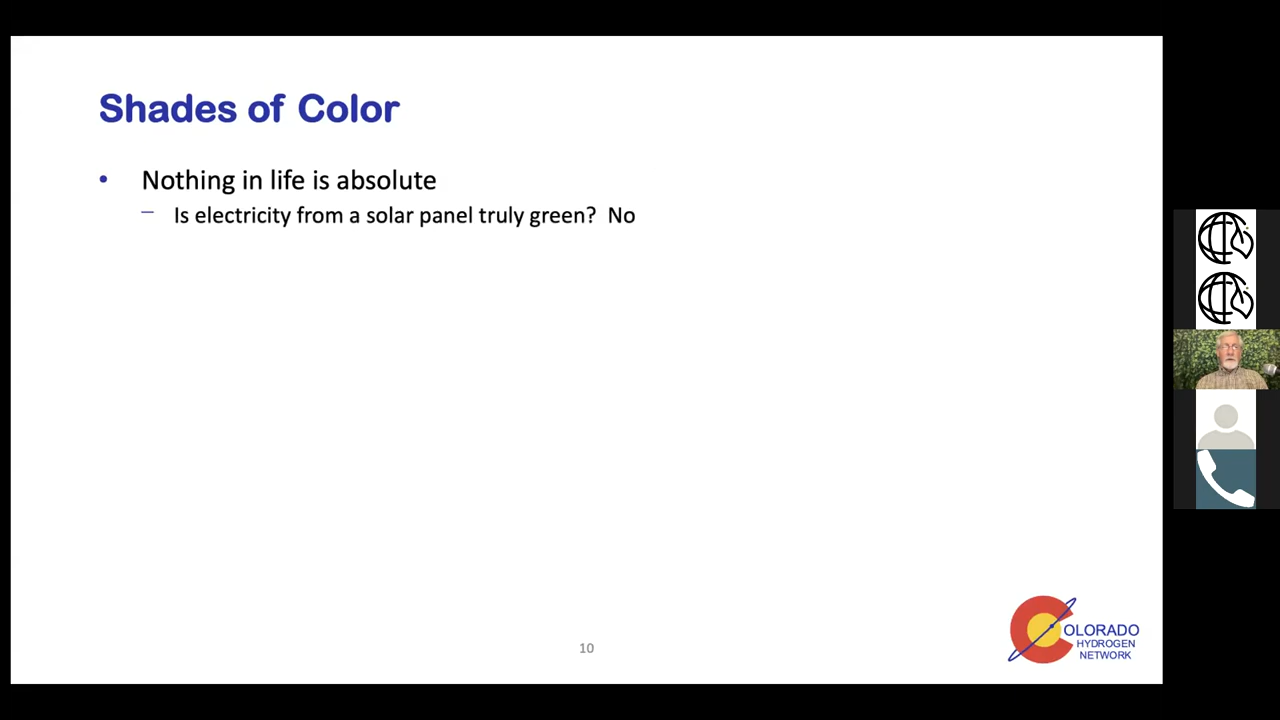 Shades of Color
• Nothing in life is absolute
– Is electricity from a solar panel truly green?  No
10
COLORADO
HYDROGEN
NETWORK